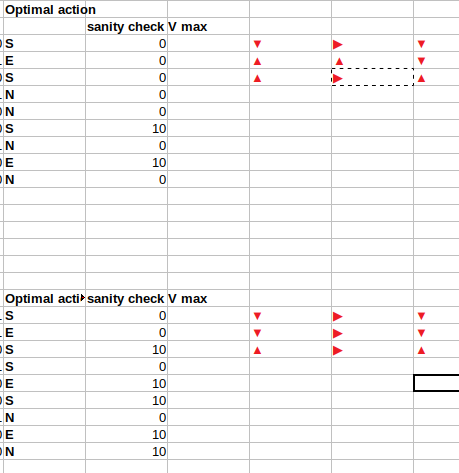 Optimal action
sanity check V max
S 0 ▼ ▶ ▼
E 0 ▲ ▲ ▼
S 0 ▲ ▶ ▲
N 0
N 0
S 10
N 0
E 10
N 0
Optimal acti sanity check V max
S 0 ▼ ▶ ▼
E 0 ▼ ▶ ▼
S 10 ▲ ▶ ▲
S 0
E 10
S 10
N 0
E 10
N 10